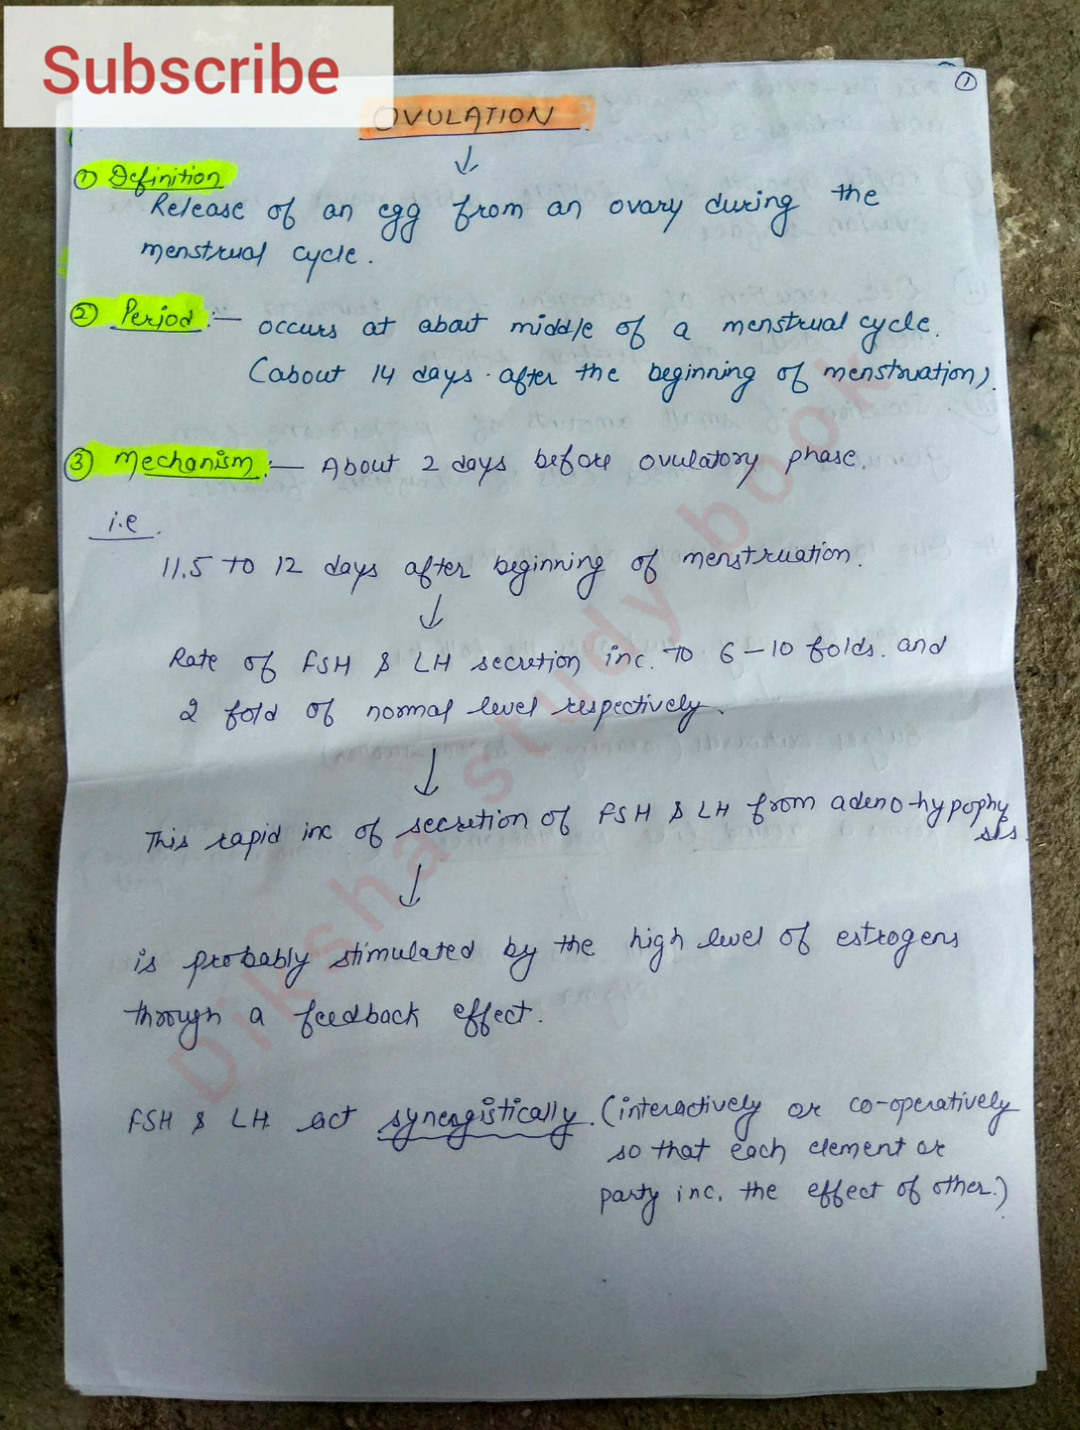 Subscribe
①
OVULATION
↓
① Definition
Release of an egg from an ovary during the
menstrual cycle.
② Period :— occurs at about middle of a menstrual cycle.
(about 14 days after the beginning of menstruation).
③ Mechanism :— About 2 days before ovulatory phase.
i.e
11.5 to 12 days after beginning of menstruation.
↓
Rate of FSH & LH secretion inc. to 6-10 folds. and
2 fold of normal level respectively.
↓
This rapid inc of secretion of FSH & LH from adeno-hypophy
sis.
↓
is probably stimulated by the high level of estrogens
through a feedback effect.
FSH & LH act synergistically. (interactively or co-operatively
so that each element or
party inc. the effect of other.)
Diksha study book